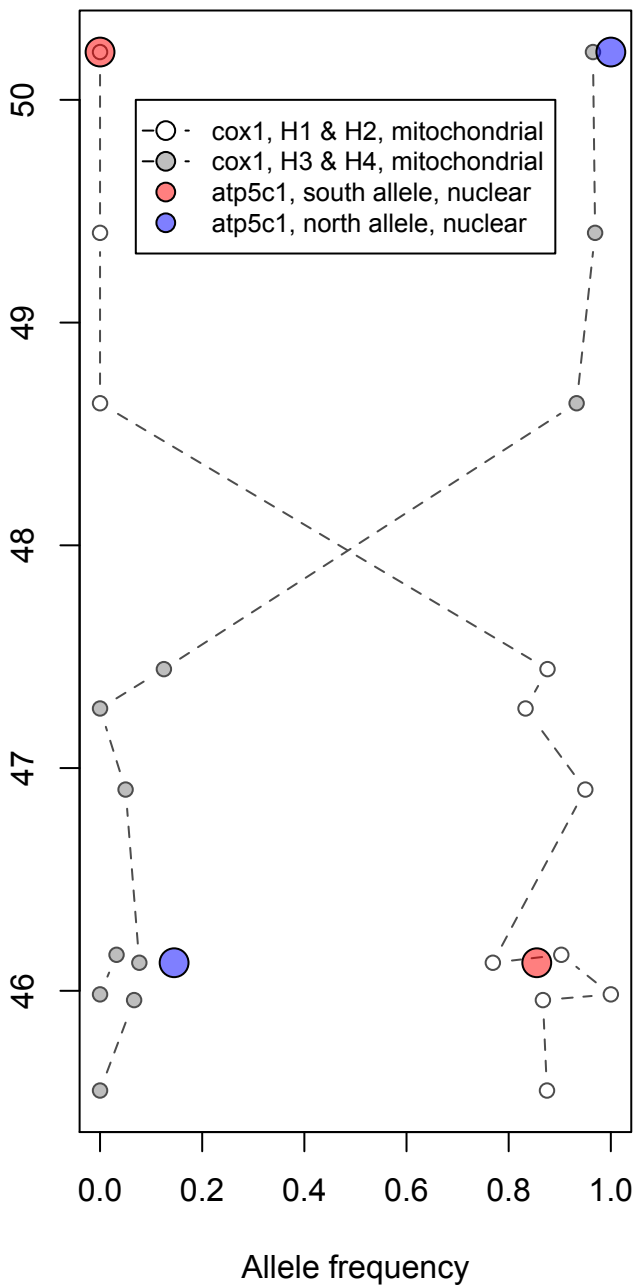 50
cox1, H1 & H2, mitochondrial
cox1, H3 & H4, mitochondrial
atp5c1, south allele, nuclear
atp5c1, north allele, nuclear
49
48
47
46
0.0 0.2 0.4 0.6 0.8 1.0
Allele frequency